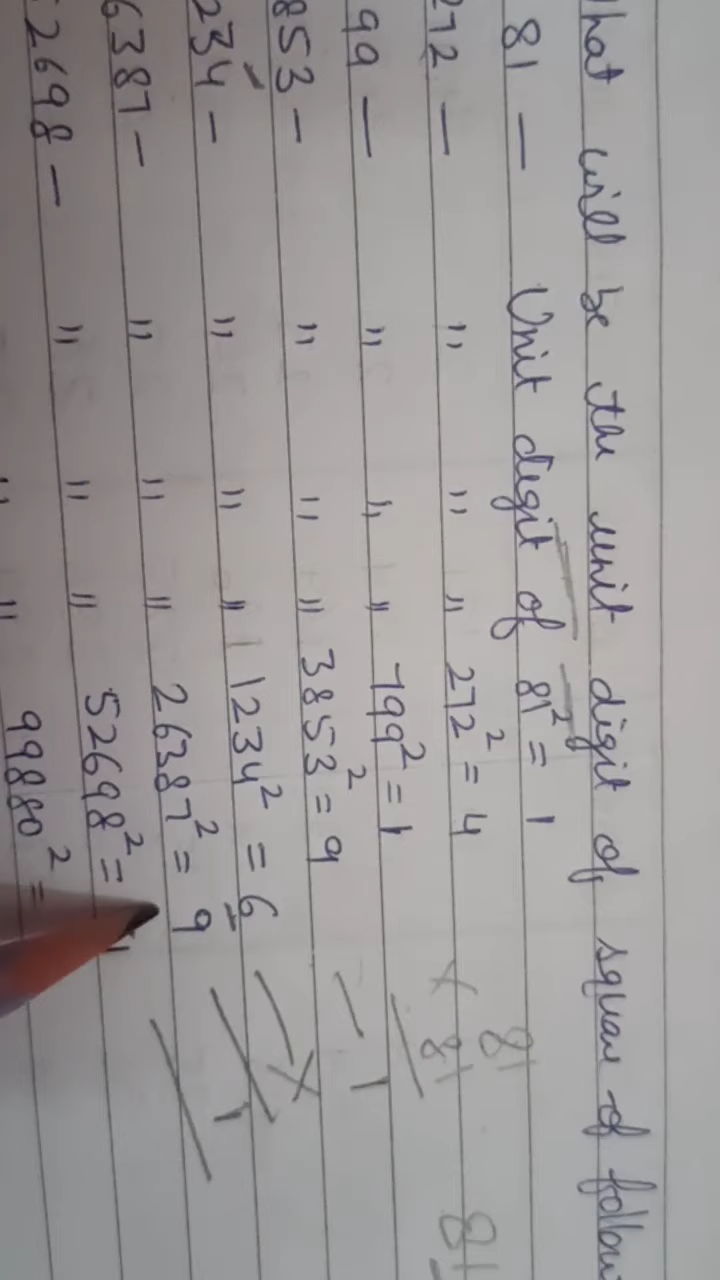 hat will be the unit digit of square of follow
81 — Unit digit of 81² = 1
272 — " " " 272² = 4
99 — " " " 799² = 1
853 — " " " 3853² = 9
234 — " " " 1234² = 6
6387 — " " " 26387² = 9
2698 — " " " 52698² =
" " 99880² =
81
x 81
81